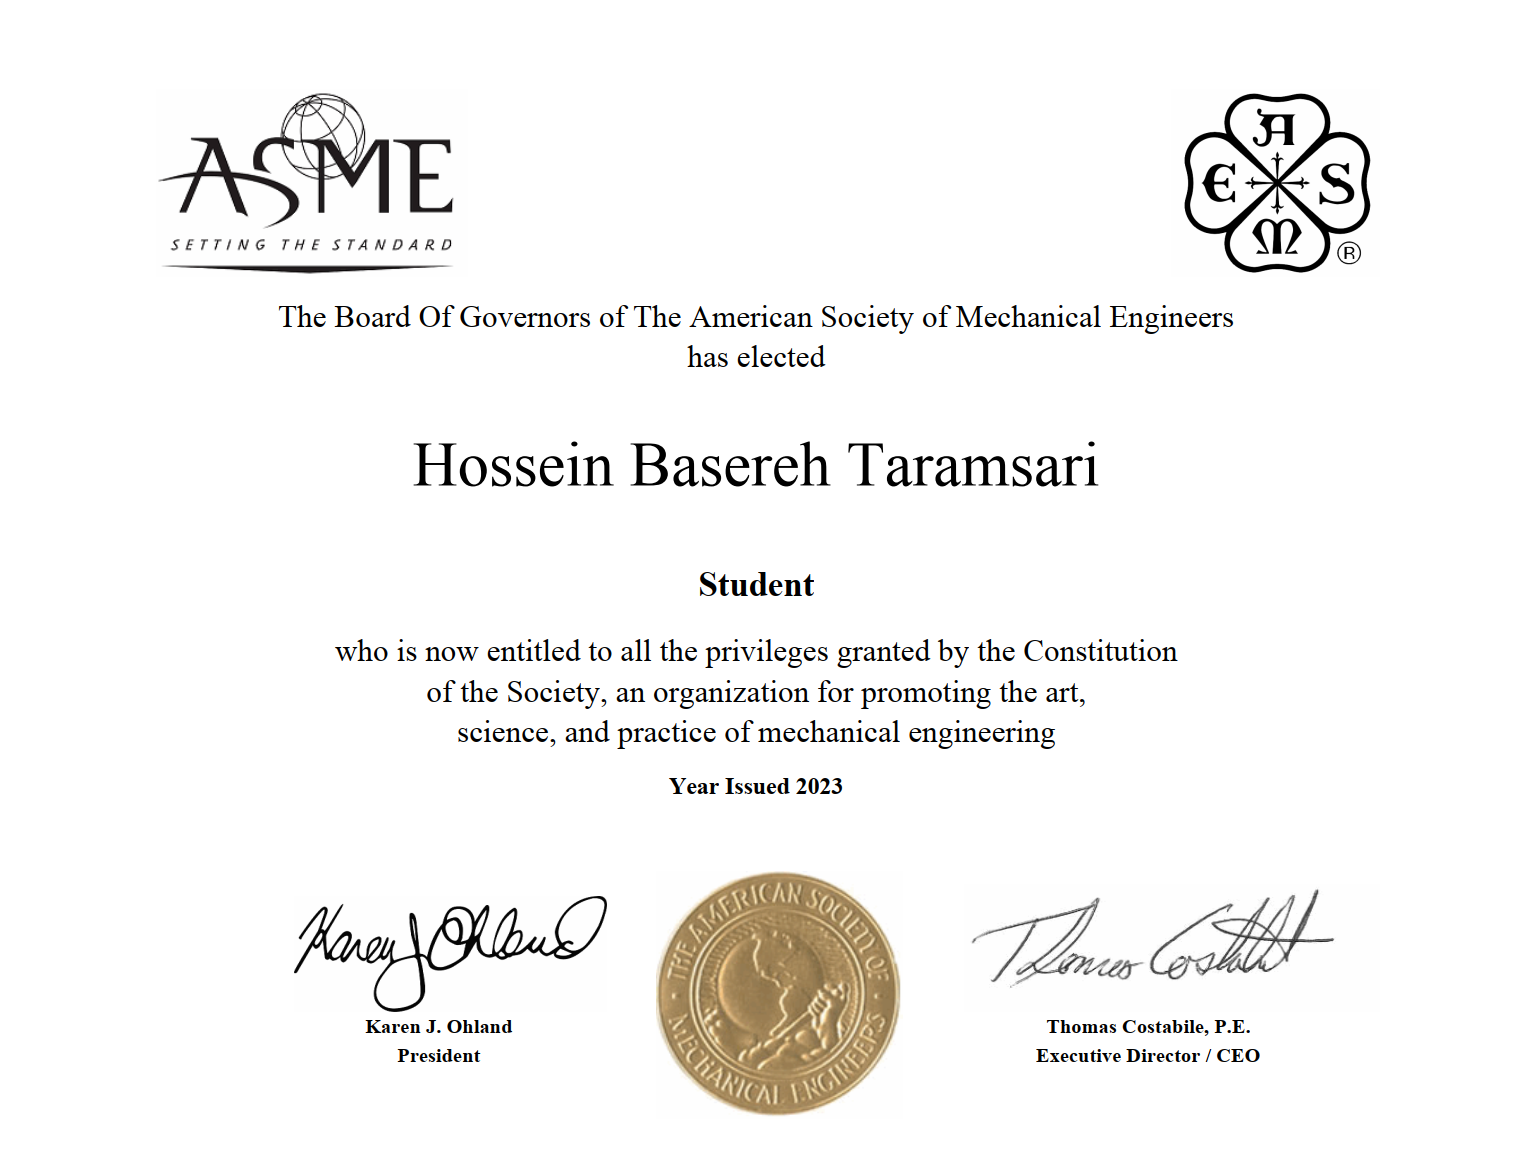 ASME
SETTING THE STANDARD
A
E S
M
®
The Board Of Governors of The American Society of Mechanical Engineers
has elected
Hossein Basereh Taramsari
Student
who is now entitled to all the privileges granted by the Constitution
of the Society, an organization for promoting the art,
science, and practice of mechanical engineering
Year Issued 2023
Karen J Ohland
Thomas Costabile
THE AMERICAN SOCIETY OF
MECHANICAL ENGINEERS
Karen J. Ohland
President
Thomas Costabile, P.E.
Executive Director / CEO